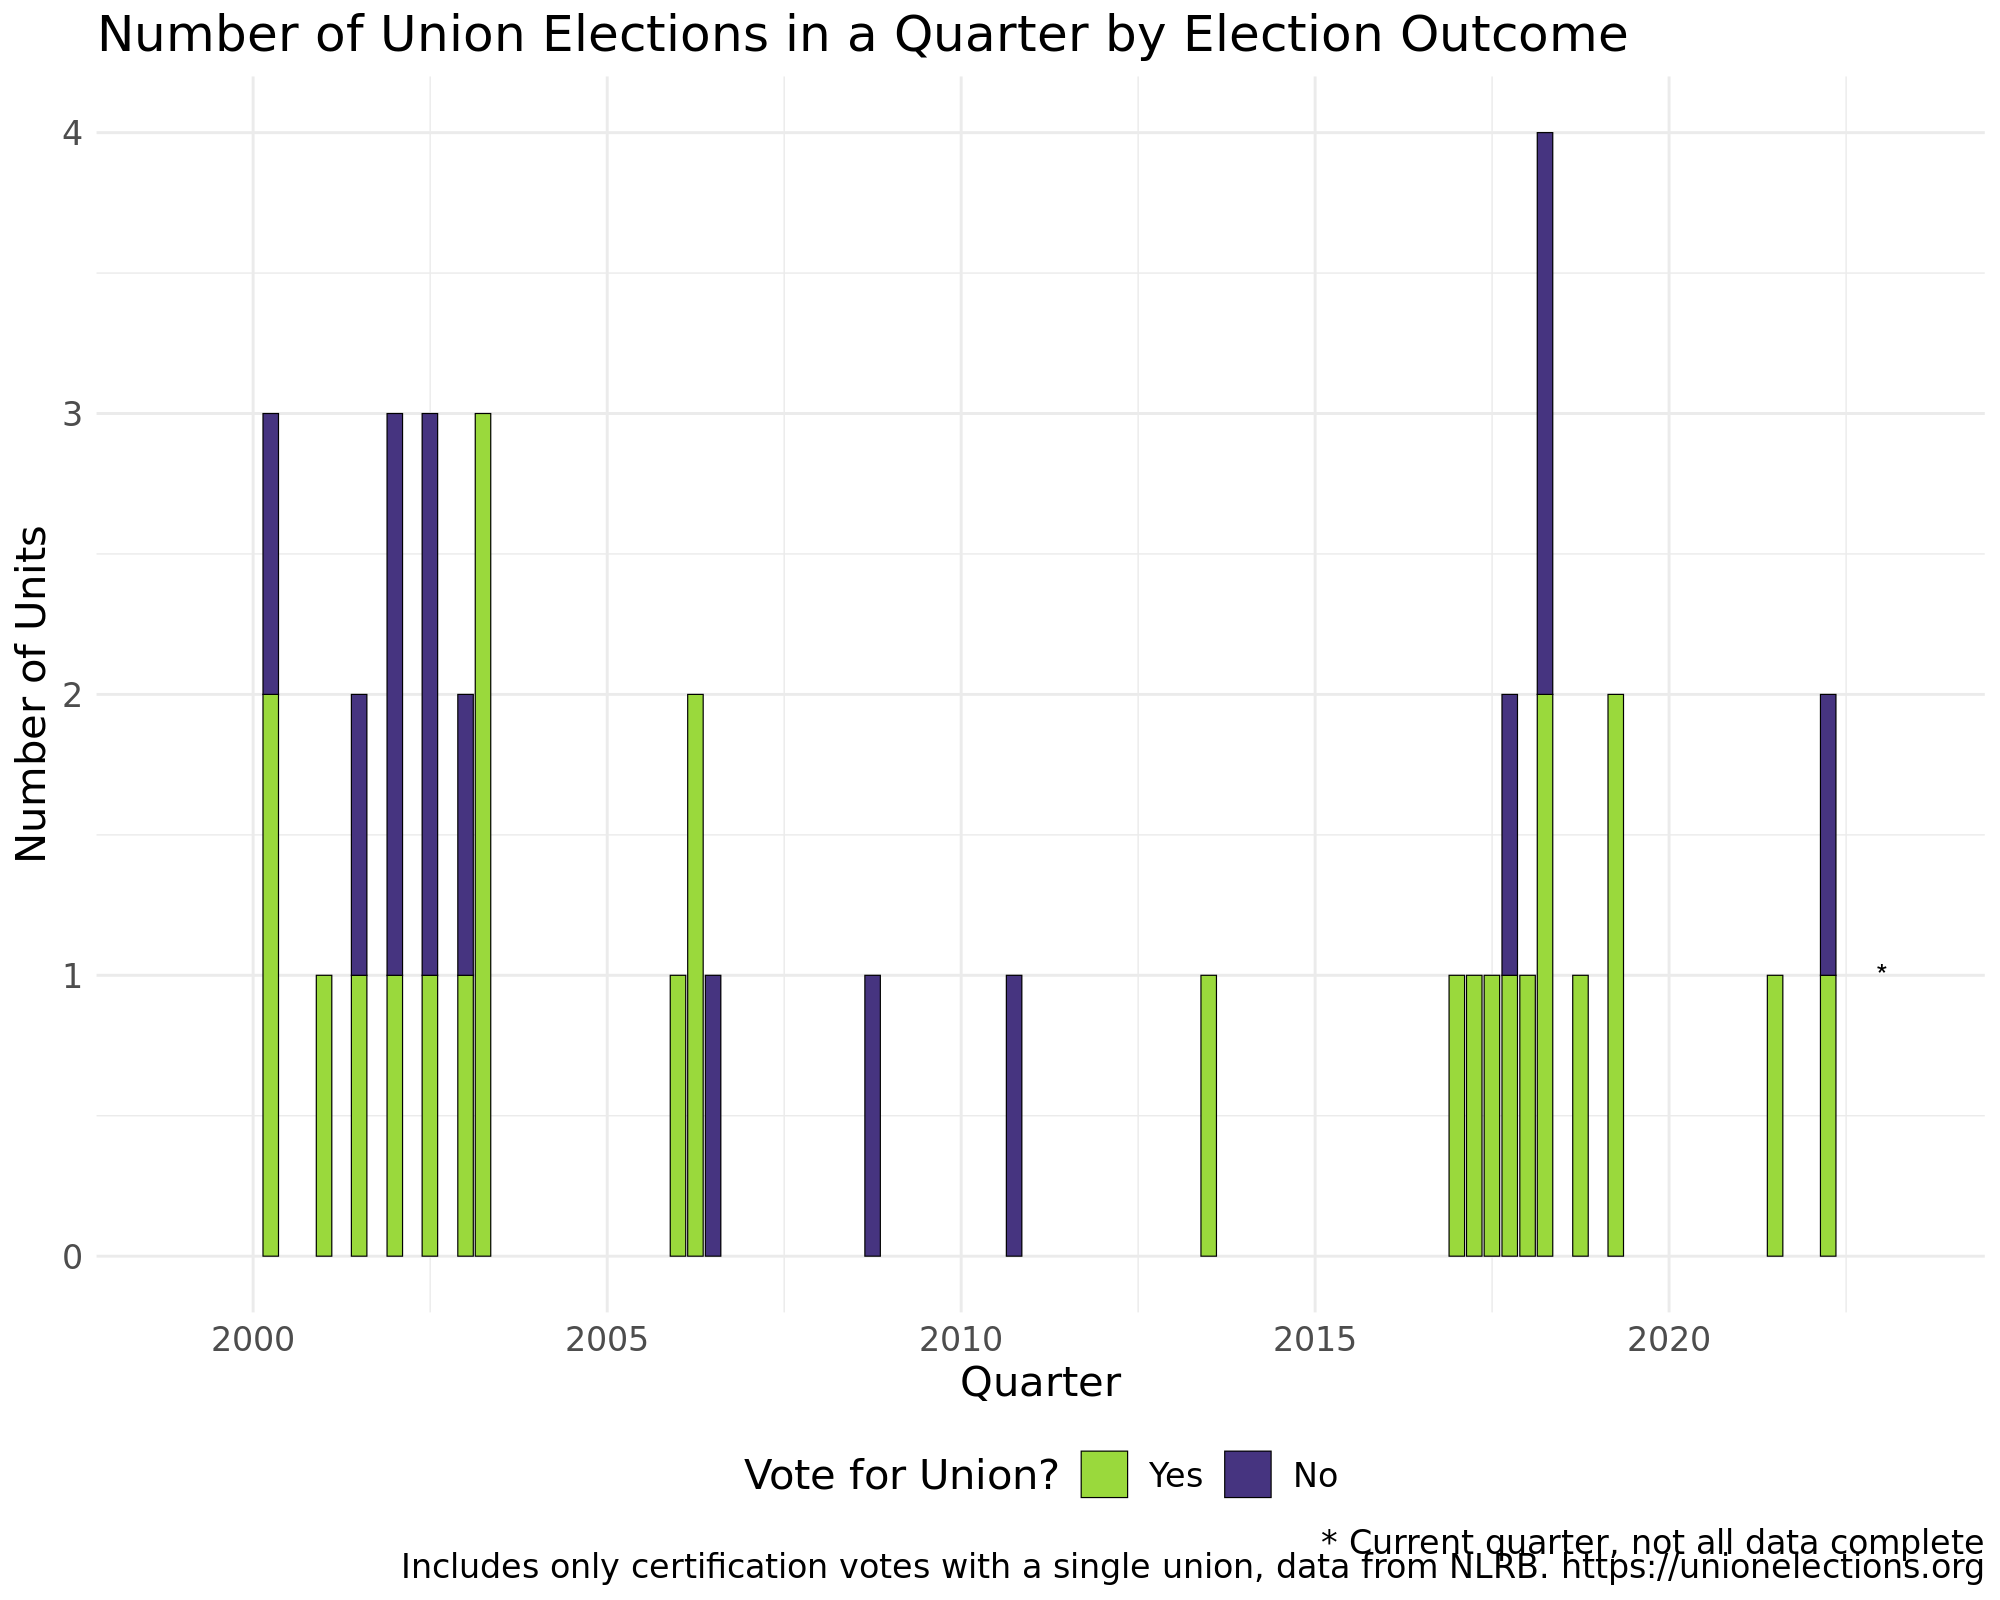 Number of Union Elections in a Quarter by Election Outcome
4
3
2
1
0
Number of Units
*
2000 2005 2010 2015 2020
Quarter
Vote for Union? Yes No
* Current quarter, not all data complete
Includes only certification votes with a single union, data from NLRB. https://unionelections.org